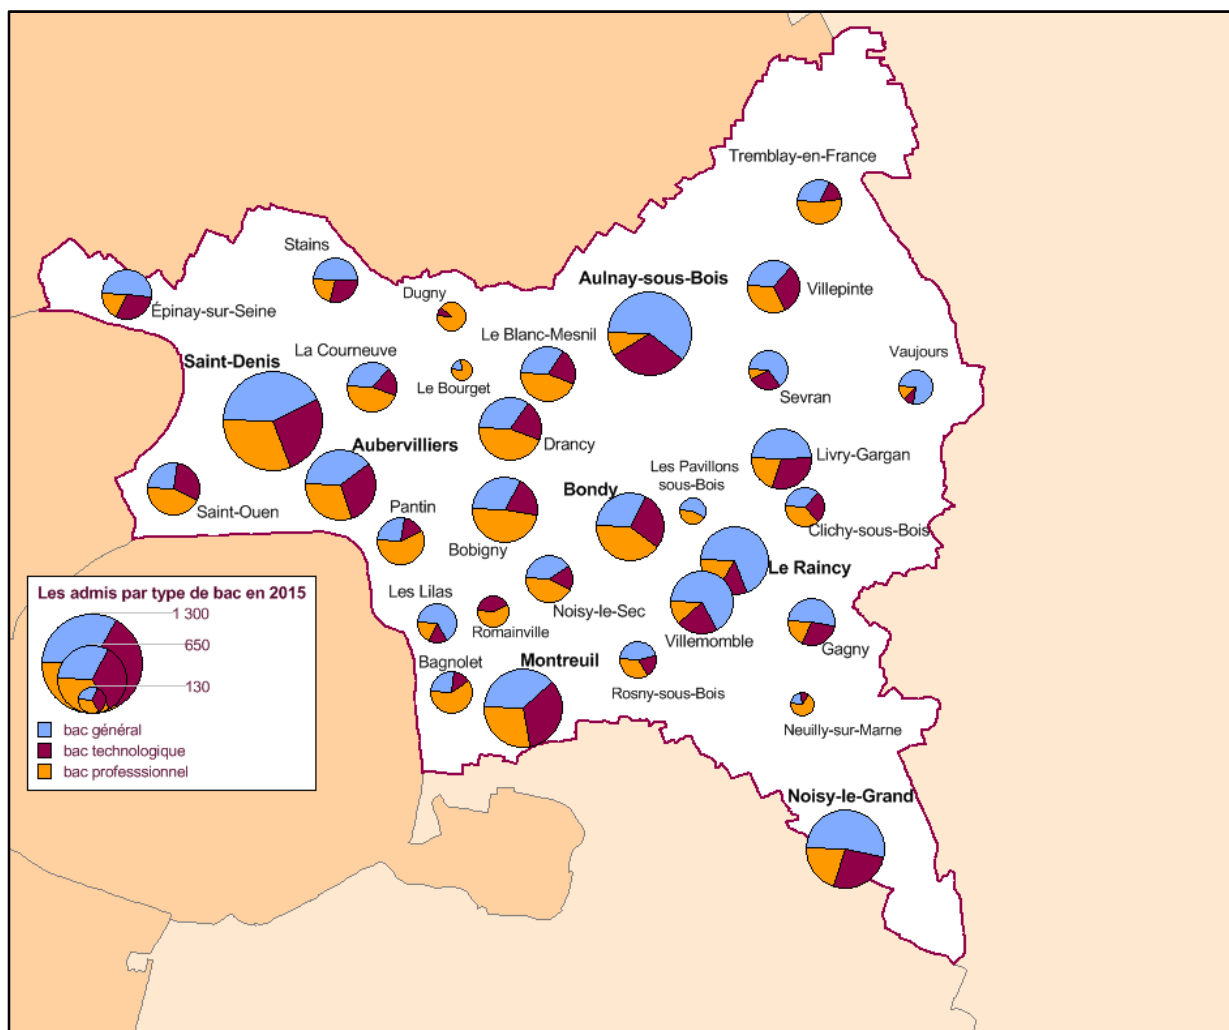 Tremblay-en-France
Stains
Aulnay-sous-Bois
Villepinte
Dugny
Épinay-sur-Seine
Le Blanc-Mesnil
La Courneuve
Saint-Denis
Vaujours
Le Bourget
Sevran
Drancy
Aubervilliers
Livry-Gargan
Les Pavillons
sous-Bois
Bondy
Pantin
Saint-Ouen
Clichy-sous-Bois
Bobigny
Le Raincy
Les admis par type de bac en 2015
1 300
650
130
bac général
bac technologique
bac professsionnel
Les Lilas
Noisy-le-Sec
Romainville
Villemomble
Gagny
Bagnolet
Montreuil
Rosny-sous-Bois
Neuilly-sur-Marne
Noisy-le-Grand